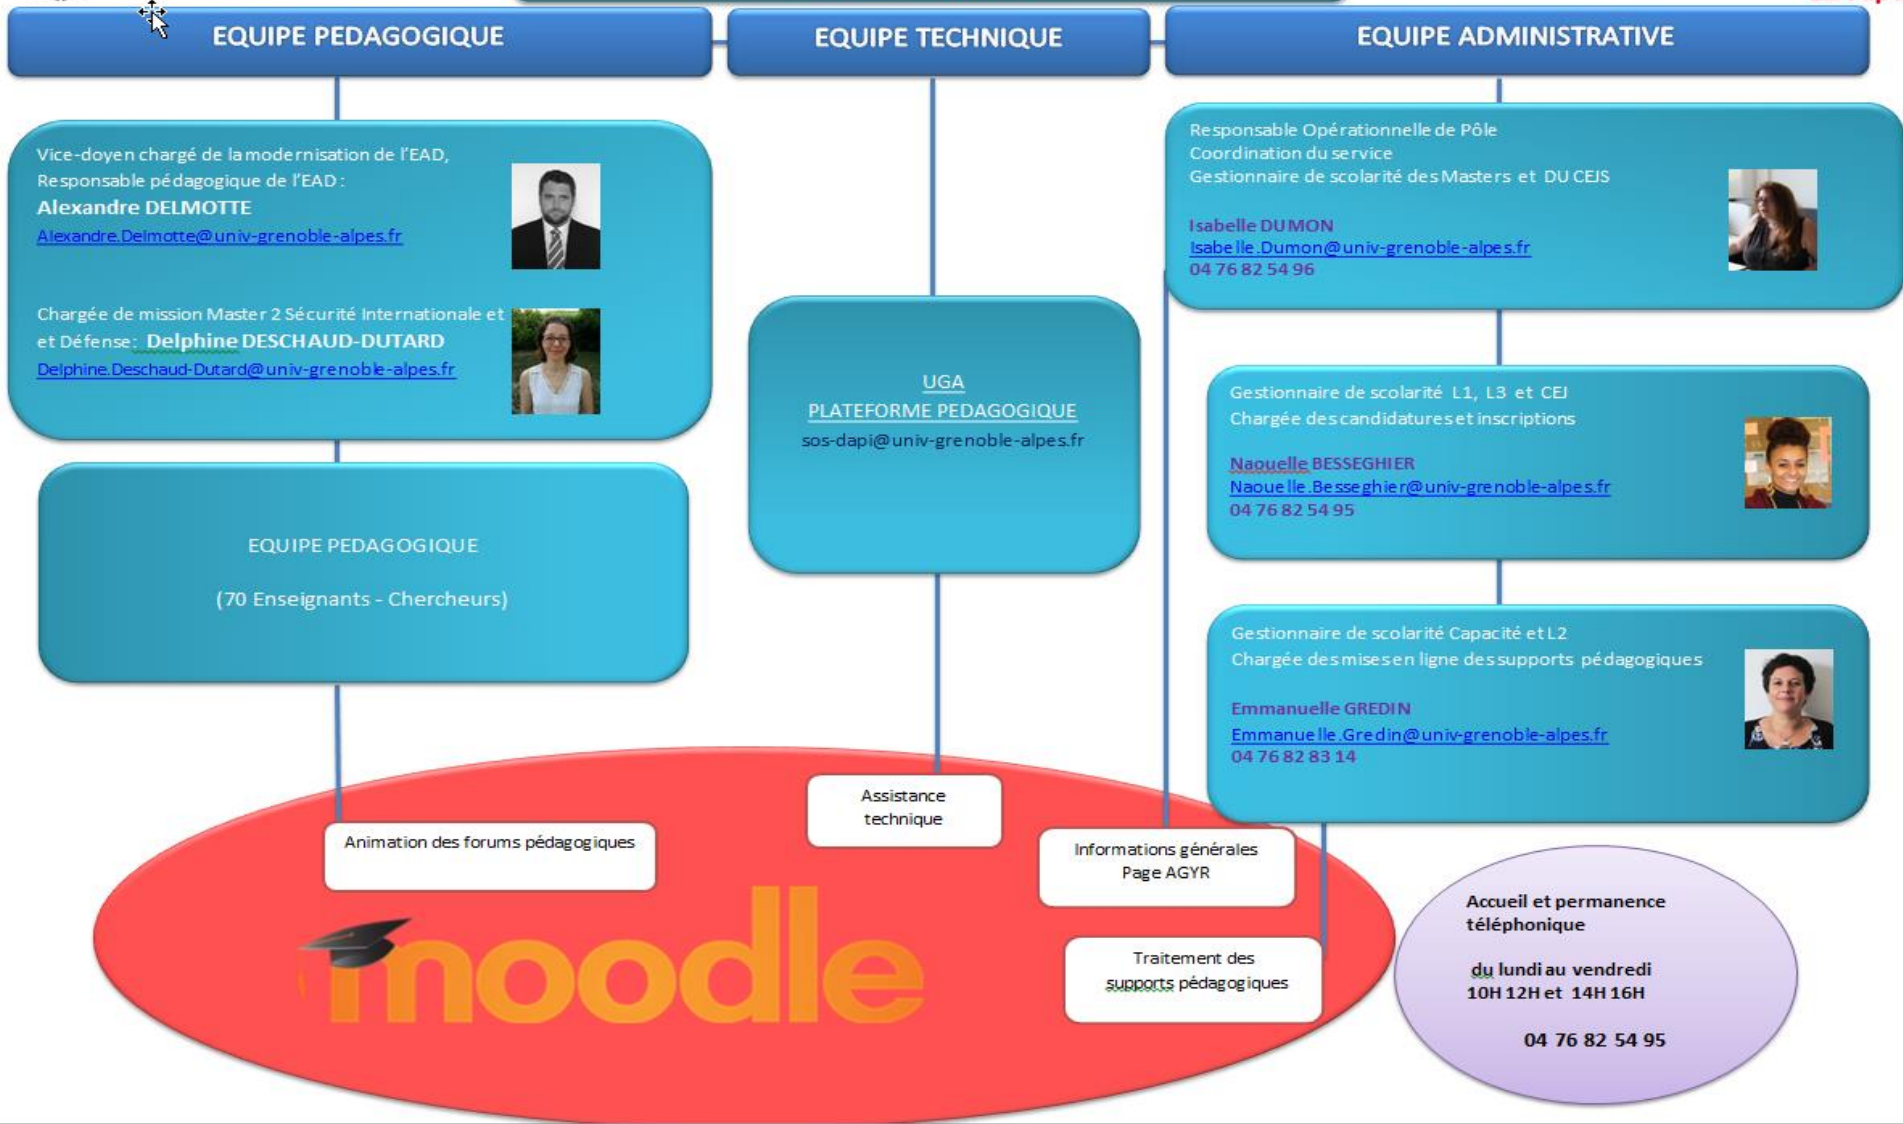 EQUIPE PEDAGOGIQUE
EQUIPE TECHNIQUE
EQUIPE ADMINISTRATIVE
Vice-doyen chargé de la modernisation de l'EAD,
Responsable pédagogique de l'EAD :
Alexandre DELMOTTE
Alexandre.Delmotte@univ-grenoble-alpes.fr
Chargée de mission Master 2 Sécurité Internationale et
et Défense: Delphine DESCHAUD-DUTARD
Delphine.Deschaud-Dutard@univ-grenoble-alpes.fr
EQUIPE PEDAGOGIQUE
(70 Enseignants - Chercheurs)
UGA
PLATEFORME PEDAGOGIQUE
sos-dapi@univ-grenoble-alpes.fr
Responsable Opérationnelle de Pôle
Coordination du service
Gestionnaire de scolarité des Masters et DU CEJS
Isabelle DUMON
Isabelle.Dumon@univ-grenoble-alpes.fr
04 76 82 54 96
Gestionnaire de scolarité L1, L3 et CEJ
Chargée des candidatures et inscriptions
Naouelle BESSEGHIER
Naouelle.Besseghier@univ-grenoble-alpes.fr
04 76 82 54 95
Gestionnaire de scolarité Capacité et L2
Chargée des mises en ligne des supports pédagogiques
Emmanuelle GREDIN
Emmanuelle.Gredin@univ-grenoble-alpes.fr
04 76 82 83 14
Animation des forums pédagogiques
Assistance
technique
Informations générales
Page AGYR
Traitement des
supports pédagogiques
moodle
Accueil et permanence
téléphonique
du lundi au vendredi
10H 12H et 14H 16H
04 76 82 54 95